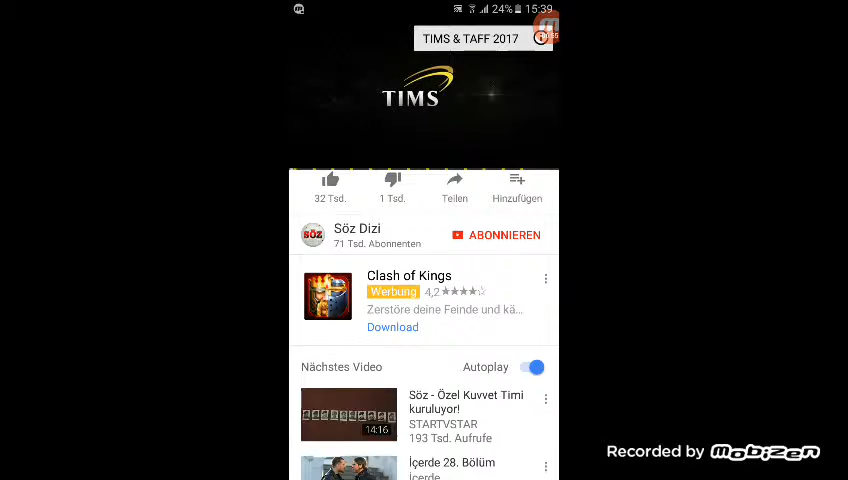 24% 15:39
TIMS & TAFF 2017
TIMS
32 Tsd. 1 Tsd. Teilen Hinzufügen
SÖZ
Söz Dizi
71 Tsd. Abonnenten
ABONNIEREN
Clash of Kings
Werbung 4,2
Zerstöre deine Feinde und kä...
Download
Nächstes Video Autoplay
14:16
Söz - Özel Kuvvet Timi
kuruluyor!
STARTVSTAR
193 Tsd. Aufrufe
İçerde 28. Bölüm
İçerde
Recorded by mobizen